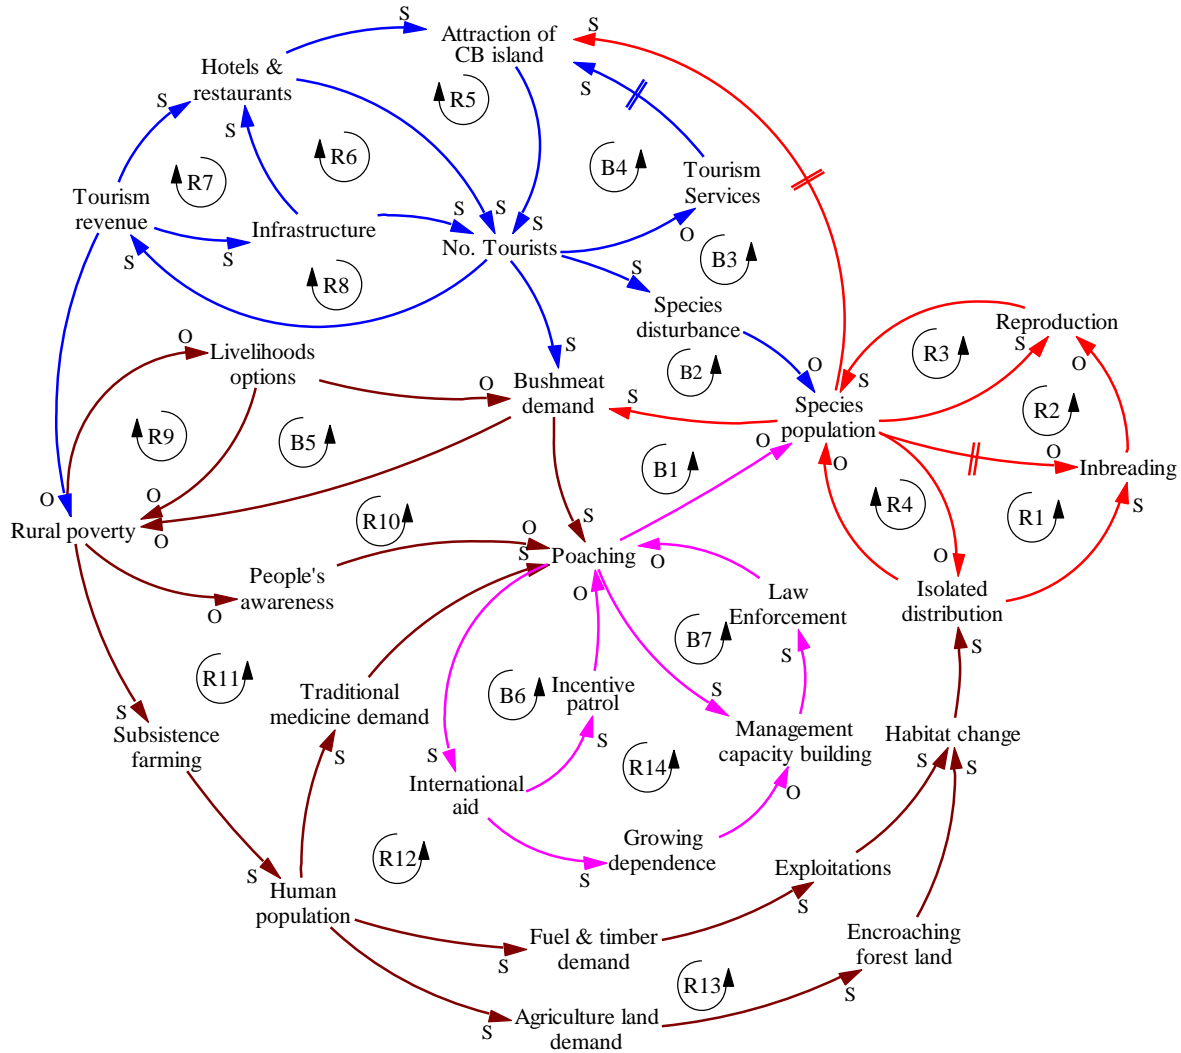 S
Attraction of
CB island
S
Hotels &
restaurants
S
R5
S
S
R6
B4
Tourism
Services
R7
Tourism
revenue
Infrastructure
S
S
S
S
O
No. Tourists
S
S
B3
S
R8
Species
disturbance
Reproduction
S
O
Livelihoods
options
S
B2
O
R3
O
S
Bushmeat
demand
O
S
Species
population
R2
R9
B5
O
O
O
O
O
B1
O
Inbreading
R4
S
Rural poverty
O
R10
O
S
S
Poaching
R1
People's
awareness
O
O
O
Law
Enforcement
O
Isolated
distribution
B7
S
S
R11
Traditional
medicine demand
B6
Incentive
patrol
S
S
Subsistence
farming
S
S
Management
capacity building
Habitat change
S
R14
S
S
International
aid
O
Growing
dependence
R12
S
Exploitations
S
Human
population
S
Fuel & timber
demand
S
Encroaching
forest land
R13
S
S
Agriculture land
demand